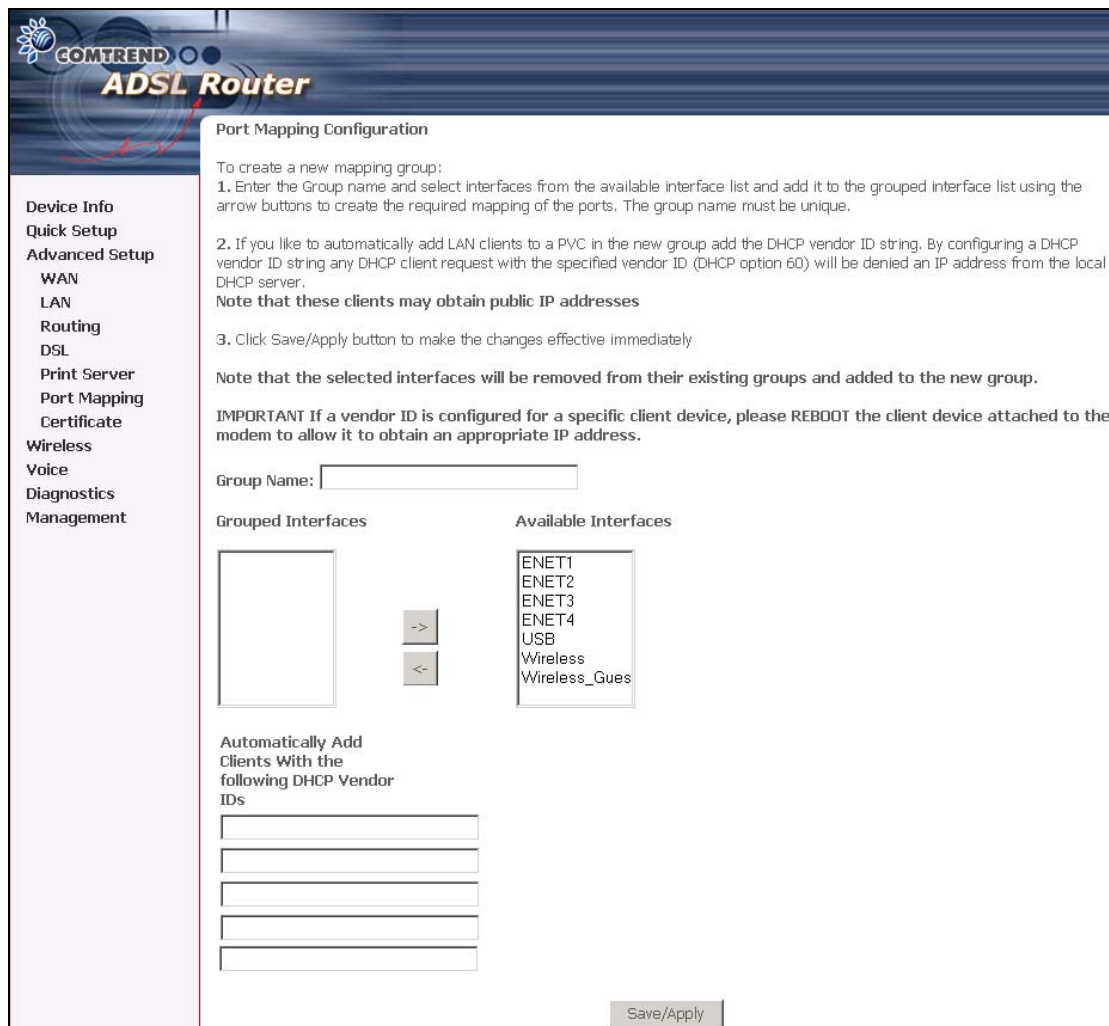 COMTREND
ADSL Router
Device Info
Quick Setup
Advanced Setup
WAN
LAN
Routing
DSL
Print Server
Port Mapping
Certificate
Wireless
Voice
Diagnostics
Management
Port Mapping Configuration
To create a new mapping group:
1. Enter the Group name and select interfaces from the available interface list and add it to the grouped interface list using the
arrow buttons to create the required mapping of the ports. The group name must be unique.
2. If you like to automatically add LAN clients to a PVC in the new group add the DHCP vendor ID string. By configuring a DHCP
vendor ID string any DHCP client request with the specified vendor ID (DHCP option 60) will be denied an IP address from the local
DHCP server.
Note that these clients may obtain public IP addresses
3. Click Save/Apply button to make the changes effective immediately
Note that the selected interfaces will be removed from their existing groups and added to the new group.
IMPORTANT If a vendor ID is configured for a specific client device, please REBOOT the client device attached to the
modem to allow it to obtain an appropriate IP address.
Group Name:
Grouped Interfaces
Available Interfaces
->
<-
ENET1
ENET2
ENET3
ENET4
USB
Wireless
Wireless_Gues
Automatically Add
Clients With the
following DHCP Vendor
IDs
Save/Apply